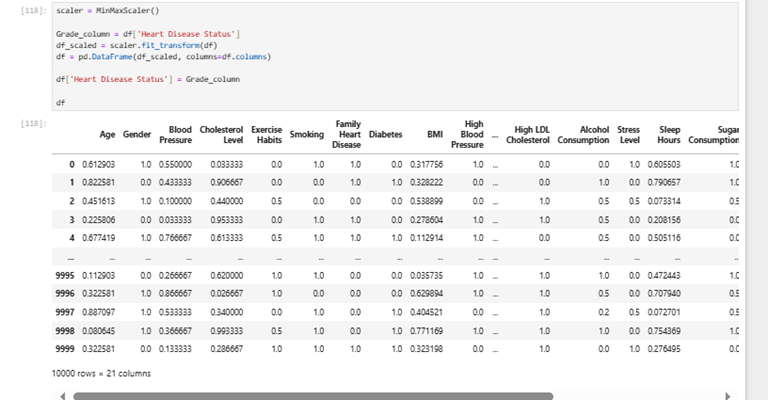 [118]:
scaler = MinMaxScaler()
Grade_column = df['Heart Disease Status']
df_scaled = scaler.fit_transform(df)
df = pd.DataFrame(df_scaled, columns=df.columns)
df['Heart Disease Status'] = Grade_column
df
[118]:
Age Gender Blood Pressure Cholesterol Level Exercise Habits Smoking Family Heart Disease Diabetes BMI High Blood Pressure ... High LDL Cholesterol Alcohol Consumption Stress Level Sleep Hours Sugar Consumption
0 0.612903 1.0 0.550000 0.033333 0.0 1.0 1.0 0.0 0.317756 1.0 ... 0.0 0.0 1.0 0.605503 1.0
1 0.822581 0.0 0.433333 0.906667 0.0 0.0 1.0 1.0 0.328222 1.0 ... 0.0 1.0 0.0 0.790657 1.0
2 0.451613 1.0 0.100000 0.440000 0.5 0.0 0.0 0.0 0.538899 0.0 ... 1.0 0.5 0.5 0.073314 0.5
3 0.225806 0.0 0.033333 0.953333 0.0 1.0 1.0 0.0 0.278604 1.0 ... 1.0 0.5 0.0 0.208156 0.0
4 0.677419 1.0 0.766667 0.613333 0.5 1.0 1.0 1.0 0.112914 0.0 ... 0.0 0.5 0.0 0.505116 0.0
... ... ... ... ... ... ... ... ... ... ... ... ... ... ... ... ...
9995 0.112903 0.0 0.266667 0.620000 1.0 1.0 0.0 1.0 0.035735 1.0 ... 1.0 1.0 0.0 0.472443 1.0
9996 0.322581 1.0 0.866667 0.026667 1.0 0.0 0.0 0.0 0.629894 1.0 ... 1.0 0.5 0.0 0.707940 0.5
9997 0.887097 1.0 0.533333 0.340000 0.0 1.0 0.0 1.0 0.404521 0.0 ... 1.0 0.2 0.5 0.072701 0.5
9998 0.080645 1.0 0.366667 0.993333 0.5 1.0 0.0 1.0 0.771169 1.0 ... 1.0 1.0 0.0 0.754369 1.0
9999 0.322581 0.0 0.133333 0.286667 1.0 1.0 1.0 1.0 0.323198 0.0 ... 1.0 0.0 1.0 0.276495 0.0
10000 rows × 21 columns